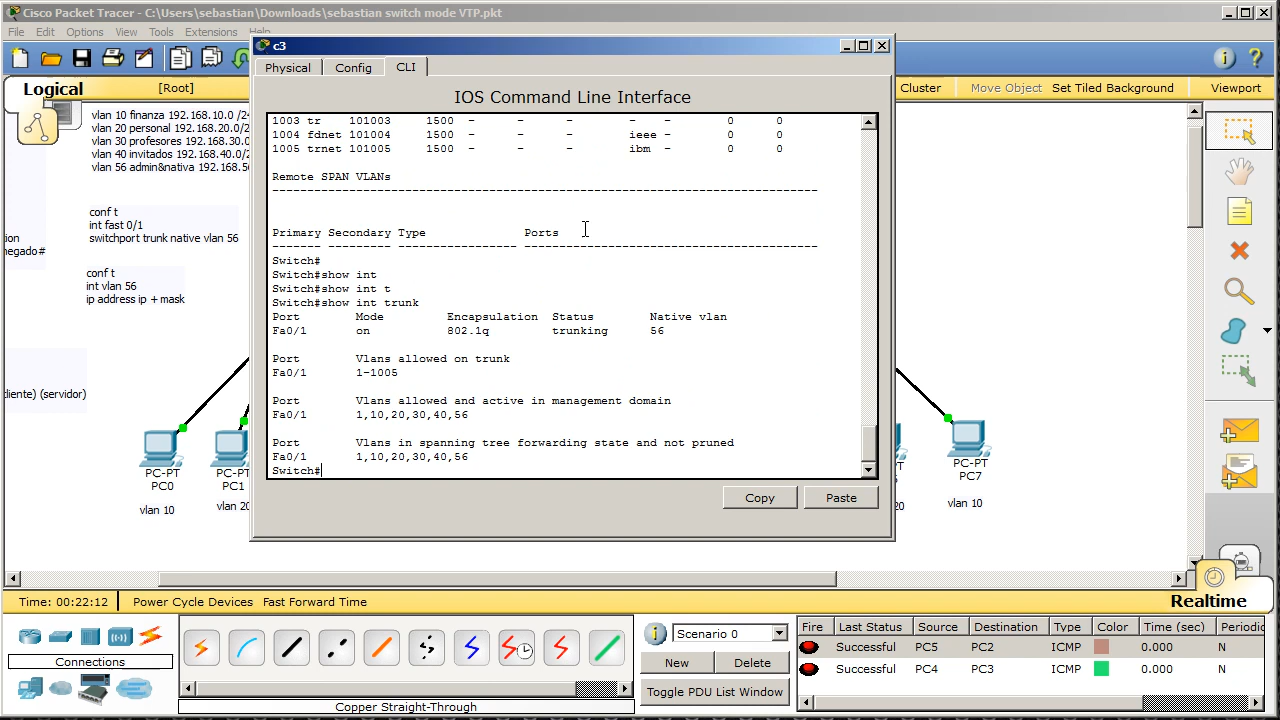 Cisco Packet Tracer - C:\Users\sebastian\Downloads\sebastian switch mode VTP.pkt
File Edit Options View Tools Extensions Help
Logical
[Root]
Cluster
Move Object
Set Tiled Background
Viewport
vlan 10 finanza 192.168.10.0 /24
vlan 20 personal 192.168.20.0/2
vlan 30 profesores 192.168.30.0
vlan 40 invitados 192.168.40.0/2
vlan 56 admin&nativa 192.168.56
conf t
int fast 0/1
switchport trunk native vlan 56
conf t
int vlan 56
ip address ip + mask
c3
Physical Config CLI
IOS Command Line Interface
1003 tr 101003 1500 - - - - - 0 0
1004 fdnet 101004 1500 - - - ieee - 0 0
1005 trnet 101005 1500 - - - ibm - 0 0
Remote SPAN VLANs
------------------------------------------------------------------------------
Primary Secondary Type Ports
------- --------- ----------------- ------------------------------------------
Switch#
Switch#show int
Switch#show int t
Switch#show int trunk
Port Mode Encapsulation Status Native vlan
Fa0/1 on 802.1q trunking 56
Port Vlans allowed on trunk
Fa0/1 1-1005
Port Vlans allowed and active in management domain
Fa0/1 1,10,20,30,40,56
Port Vlans in spanning tree forwarding state and not pruned
Fa0/1 1,10,20,30,40,56
Switch#
Copy Paste
PC-PT
PC0
vlan 10
PC-PT
PC1
vlan 20
PC-PT
PC7
vlan 10
Time: 00:22:12
Power Cycle Devices
Fast Forward Time
Realtime
Connections
Copper Straight-Through
Scenario 0
New Delete
Toggle PDU List Window
Fire Last Status Source Destination Type Color Time (sec) Periodic
Successful PC5 PC2 ICMP 0.000 N
Successful PC4 PC3 ICMP 0.000 N